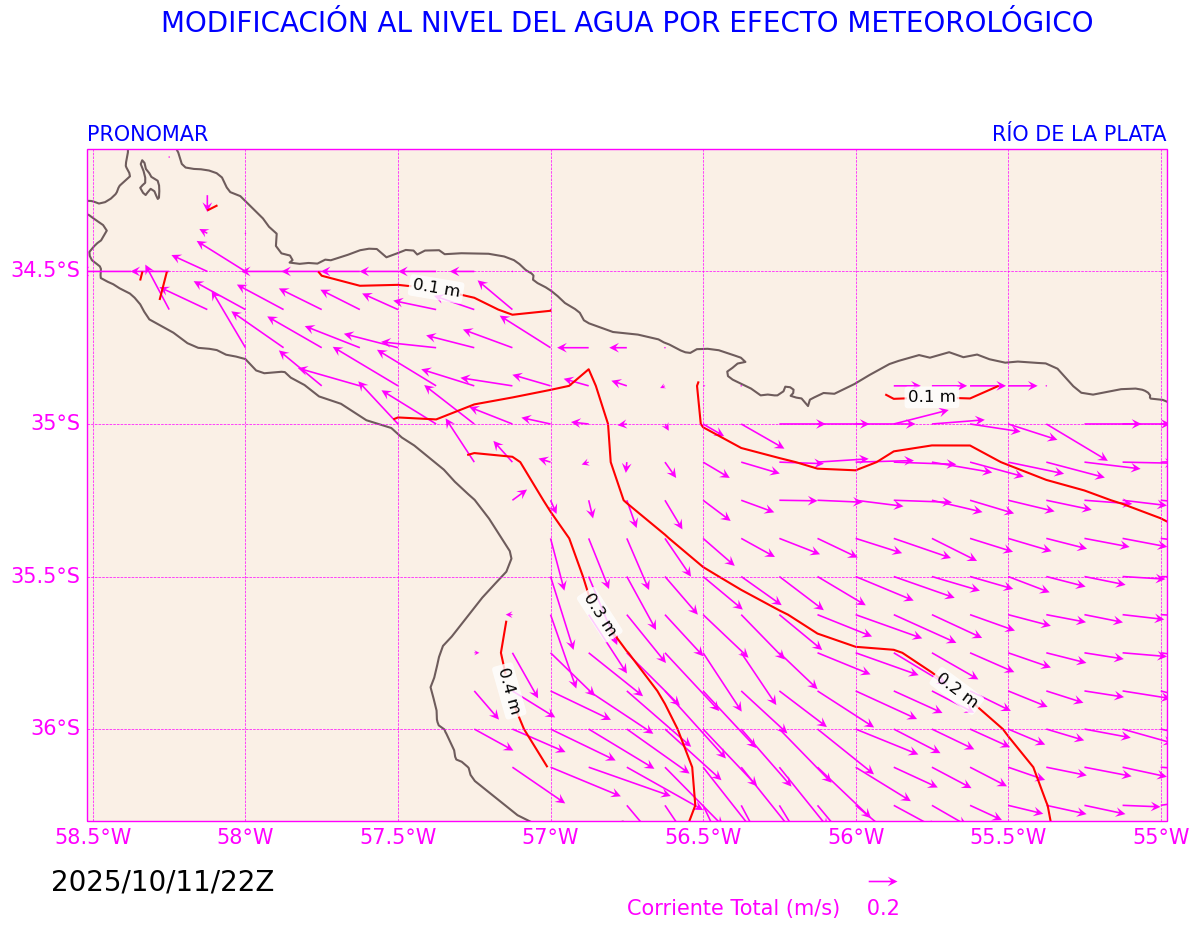 MODIFICACIÓN AL NIVEL DEL AGUA POR EFECTO METEOROLÓGICO
PRONOMAR
RÍO DE LA PLATA
34.5°S
0.1 m
0.1 m
35°S
35.5°S
0.3 m
0.4 m
0.2 m
36°S
58.5°W
58°W
57.5°W
57°W
56.5°W
56°W
55.5°W
55°W
2025/10/11/22Z
Corriente Total (m/s) 0.2